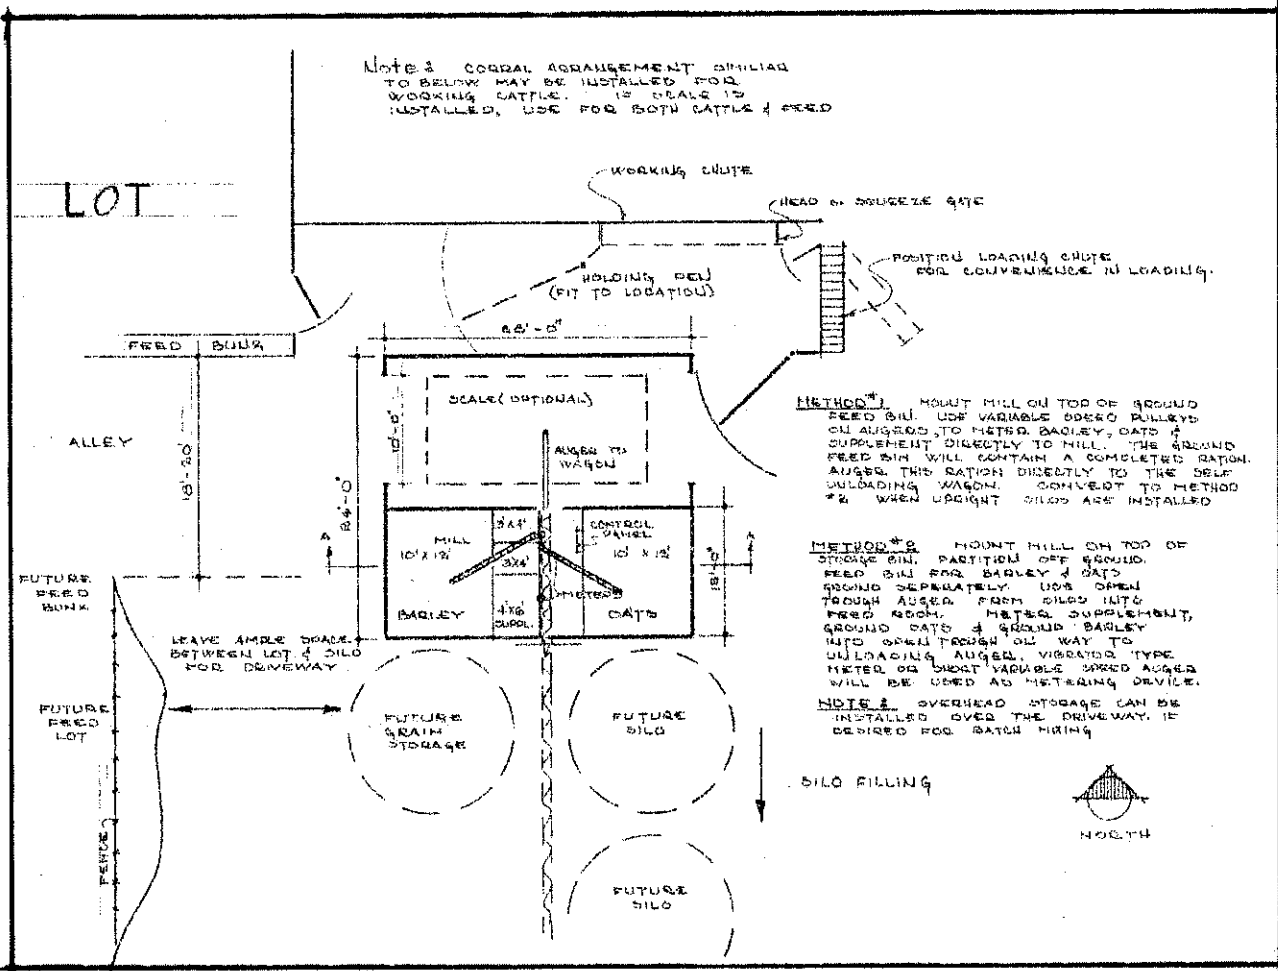 Note: CORRAL ARRANGEMENT SIMILIAR
TO BELOW MAY BE INSTALLED FOR
WORKING CATTLE. IF SCALE IS
INSTALLED, USE FOR BOTH CATTLE & FEED
WORKING CHUTE
LOT
HEAD OR SQUEEZE GATE
POSITION LOADING CHUTE
FOR CONVENIENCE IN LOADING.
HOLDING PEN
(FIT TO LOCATION)
FEED BUNK
SCALE (OPTIONAL)
10'-0"
ALLEY
18'-20'
AUGER TO
WAGON
METHOD #1 MOUNT MILL ON TOP OF GROUND
FEED BIN. USE VARIABLE SPEED PULLEYS
ON AUGERS, TO METER BARLEY, OATS &
SUPPLEMENT DIRECTLY TO MILL. THE GROUND
FEED BIN WILL CONTAIN A COMPLETED RATION.
AUGER THIS RATION DIRECTLY TO THE SELF
UNLOADING WAGON. CONVERT TO METHOD
#2 WHEN UPRIGHT SILOS ARE INSTALLED
A
MILL
10' X 12'
3'X4'
3'X6'
CONTROL
PANEL
10' X 12'
A
BARLEY
4'X6'
SUPPL.
METERS
OATS
METHOD #2 MOUNT MILL ON TOP OF
STORAGE BIN. PARTITION OFF GROUND
FEED BIN FOR BARLEY & OATS
GROUND SEPERATELY. USE OPEN
TROUGH AUGER FROM SILOS INTO
FEED ROOM. METER SUPPLEMENT,
GROUND OATS & GROUND BARLEY
INTO OPEN TROUGH ON WAY TO
UNLOADING AUGER. VIBRATOR TYPE
METER OR SHORT VARIABLE SPEED AUGER
WILL BE USED AS METERING DEVICE.
NOTE: OVERHEAD STORAGE CAN BE
INSTALLED OVER THE DRIVEWAY, IF
DESIRED FOR BATCH MIXING
FUTURE
FEED
BUNK
LEAVE AMPLE SPACE
BETWEEN LOT & SILO
FOR DRIVEWAY
FUTURE
FEED
LOT
FENCE
FUTURE
GRAIN
STORAGE
FUTURE
SILO
SILO FILLING
FUTURE
SILO
NORTH